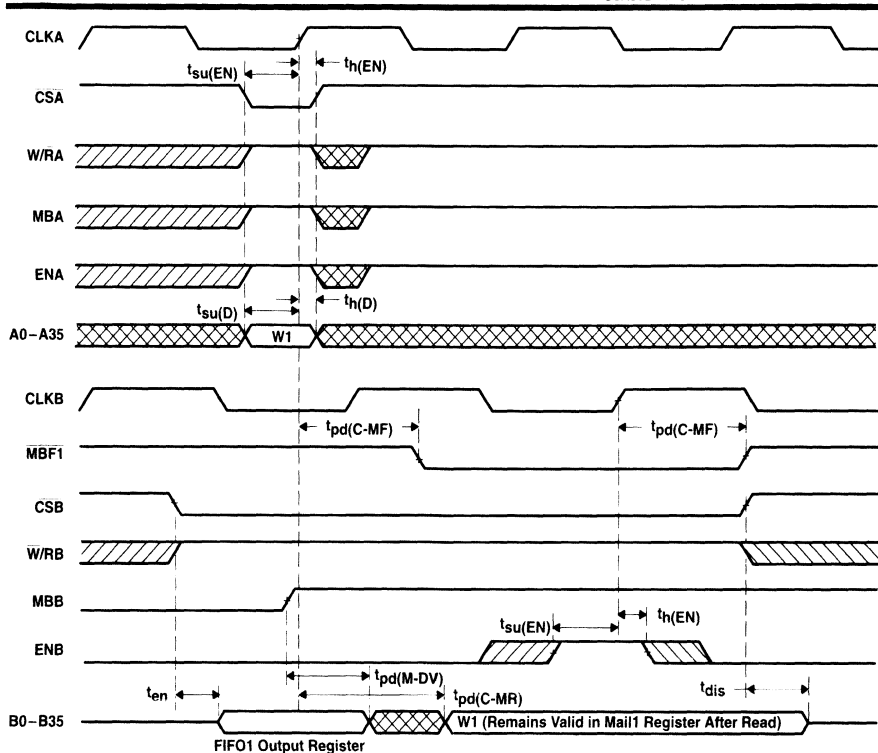 CLKA
tsu(EN)
th(EN)
CSA
W/RA
MBA
ENA
tsu(D)
th(D)
A0–A35
W1
CLKB
tpd(C-MF)
tpd(C-MF)
MBF1
CSB
W/RB
MBB
tsu(EN)
th(EN)
ENB
ten
tpd(M-DV)
tpd(C-MR)
tdis
B0–B35
W1 (Remains Valid in Mail1 Register After Read)
FIFO1 Output Register